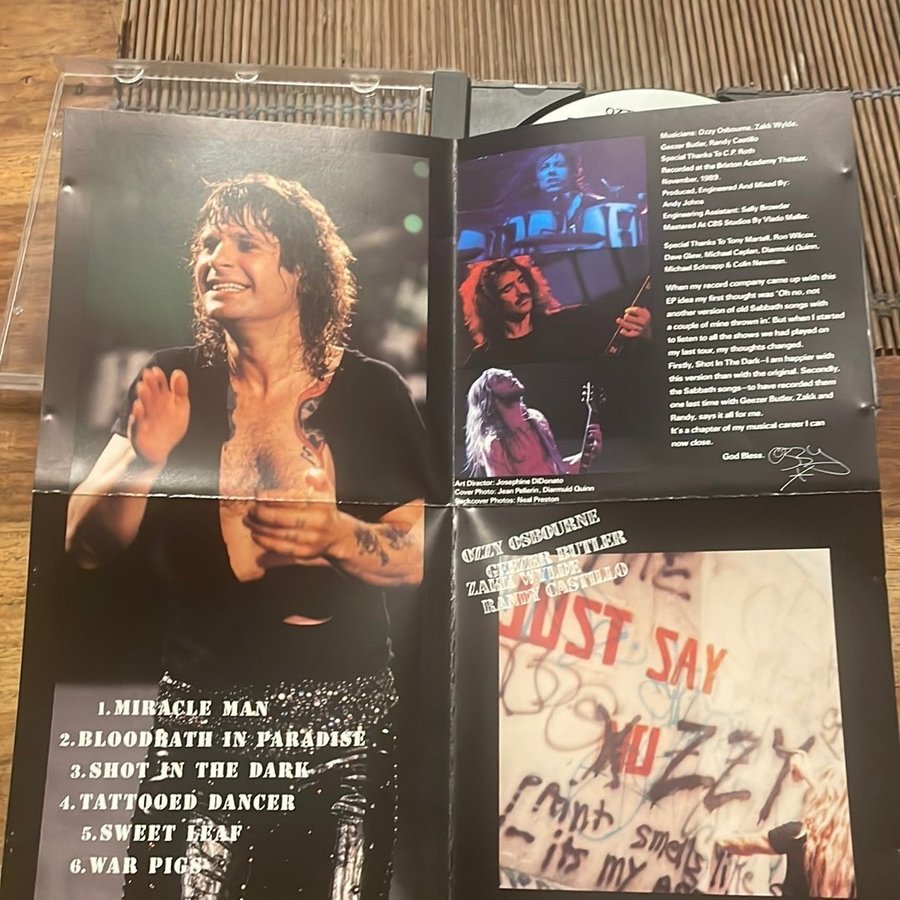 Musicians: Ozzy Osbourne, Zakk Wylde,
Geezer Butler, Randy Castillo
Special Thanks To C.P. Roth
Recorded at the Brixton Academy Theater,
November, 1989.
Produced, Engineered And Mixed By:
Andy Johns
Engineering Assistant: Sally Browder
Mastered At CBS Studios By Vlado Meller.
Special Thanks To Tony Martell, Ron Wilcox,
Dave Glew, Michael Caplan, Diarmuid Quinn,
Michael Schnapp & Colin Newman.
When my record company came up with this
EP idea my first thought was 'Oh no, not
another version of old Sabbath songs with
a couple of mine thrown in.' But when I started
to listen to all the shows we had played on
my last tour, my thoughts changed.
Firstly, Shot In The Dark—I am happier with
this version than with the original. Secondly,
the Sabbath songs—to have recorded them
one last time with Geezer Butler, Zakk and
Randy, says it all for me.
It's a chapter of my musical career I can
now close.
God Bless.
OZZY
Art Director: Josephine DiDonato
Cover Photo: Jean Pellerin, Diarmuid Quinn
Backcover Photos: Neal Preston
OZZY OSBOURNE
GEEZER BUTLER
ZAKK WYLDE
RANDY CASTILLO
JUST SAY
OZZY
paint smells like
its my
1. MIRACLE MAN
2. BLOODBATH IN PARADISE
3. SHOT IN THE DARK
4. TATTOOED DANCER
5. SWEET LEAF
6. WAR PIGS